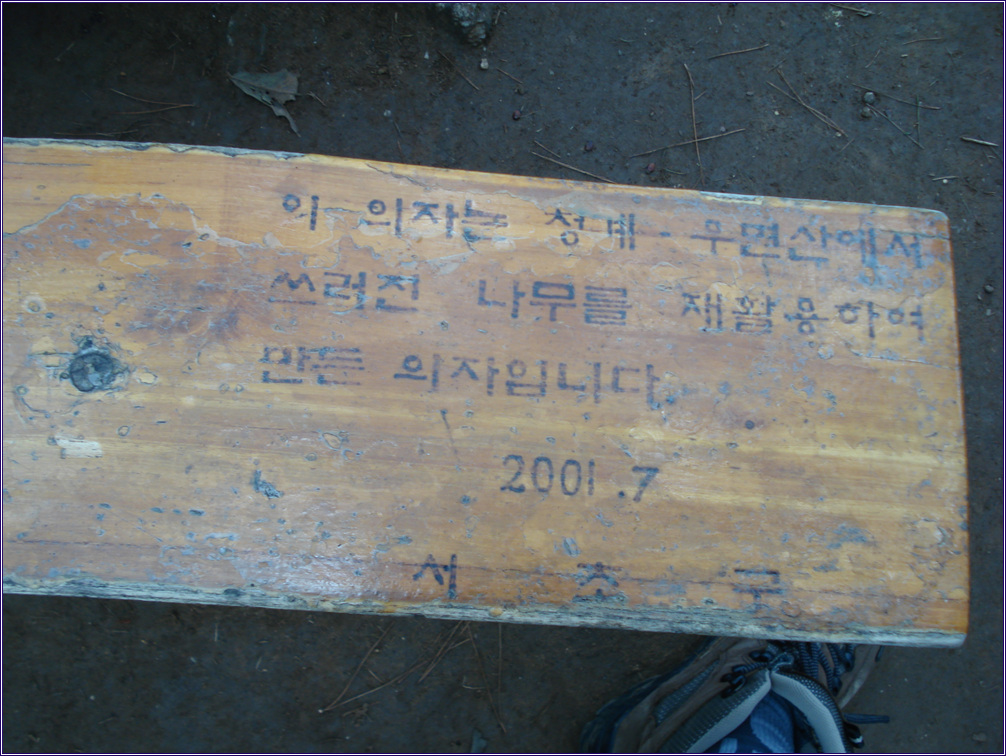 이 의자는 청계·우면산에서
쓰러진 나무를 재활용하여
만든 의자입니다.
2001.7
서초구